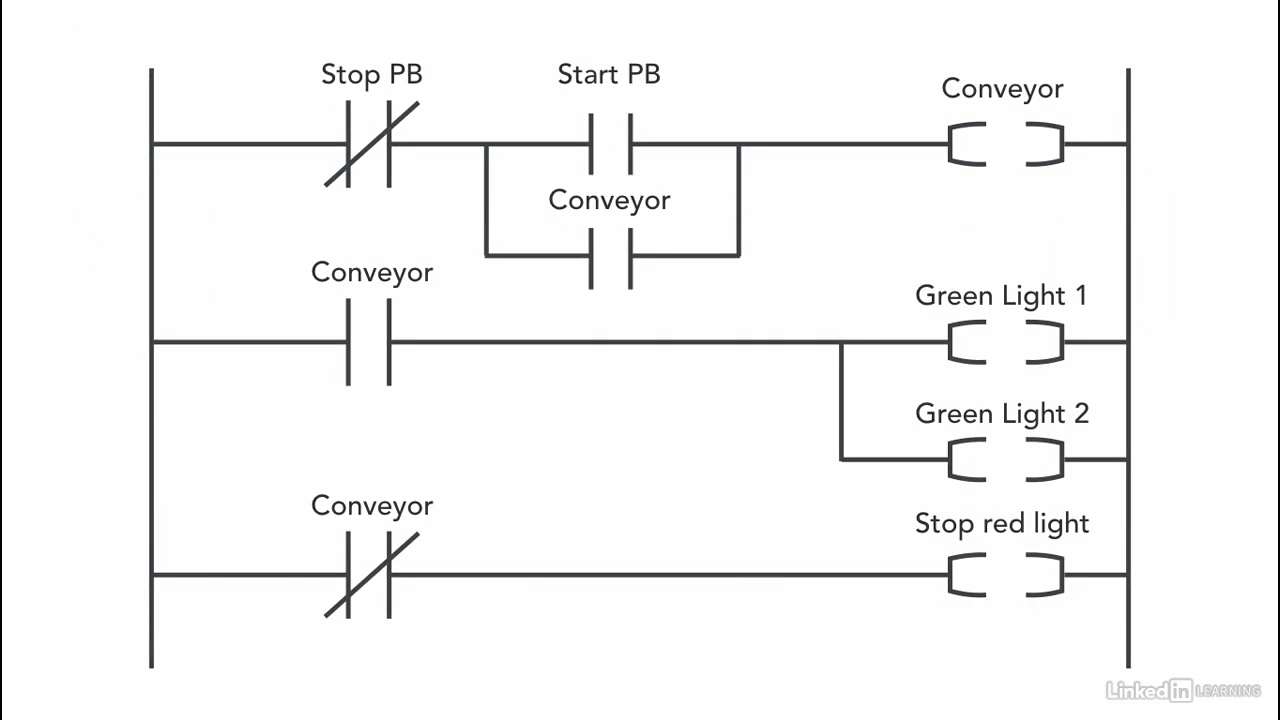 Stop PB
Start PB
Conveyor
Conveyor
Conveyor
Green Light 1
Green Light 2
Conveyor
Stop red light
Linked in LEARNING